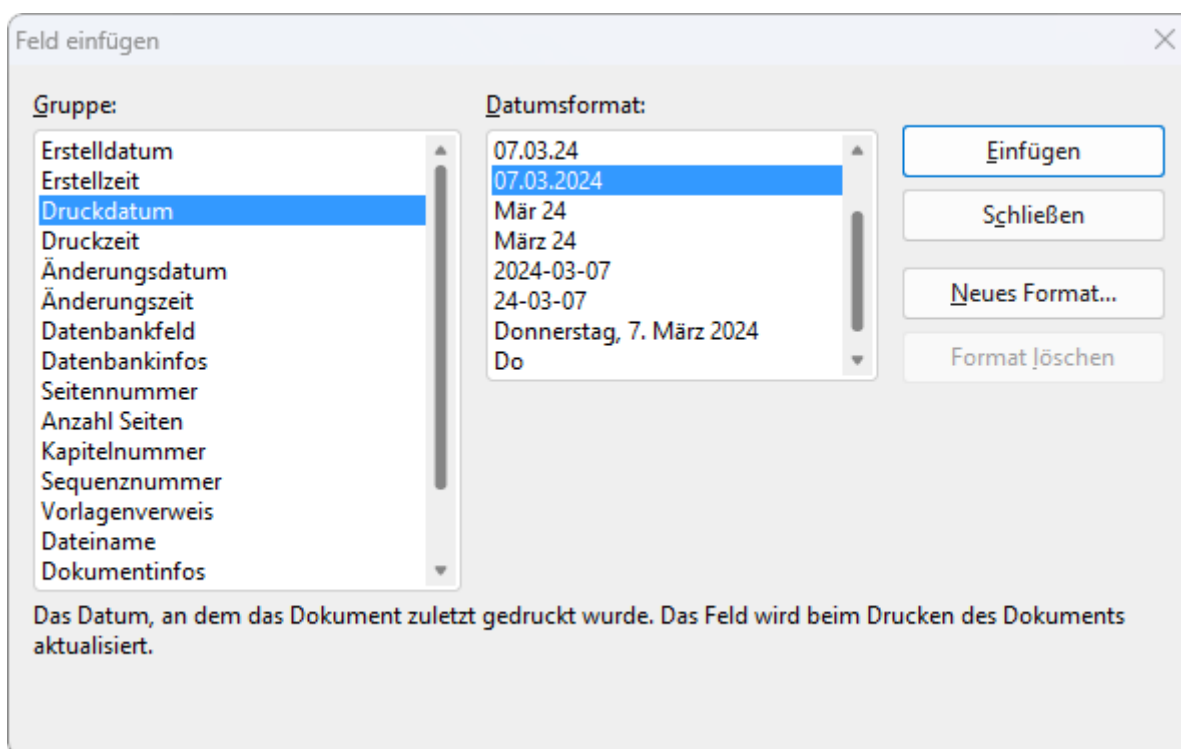 Feld einfügen
Gruppe:
Erstelldatum
Erstellzeit
Druckdatum
Druckzeit
Änderungsdatum
Änderungszeit
Datenbankfeld
Datenbankinfos
Seitennummer
Anzahl Seiten
Kapitelnummer
Sequenznummer
Vorlagenverweis
Dateiname
Dokumentinfos
Datumsformat:
07.03.24
07.03.2024
Mär 24
März 24
2024-03-07
24-03-07
Donnerstag, 7. März 2024
Do
Einfügen
Schließen
Neues Format...
Format löschen
Das Datum, an dem das Dokument zuletzt gedruckt wurde. Das Feld wird beim Drucken des Dokuments
aktualisiert.